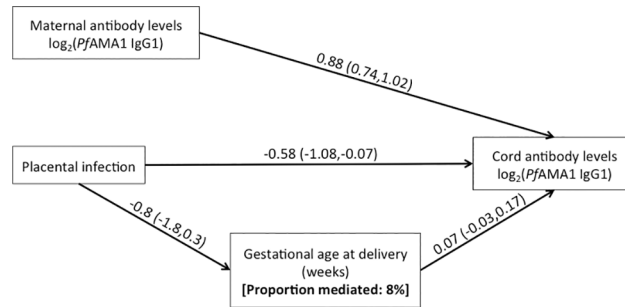 Maternal antibody levels
log₂(PfAMA1 IgG1)
0.88 (0.74,1.02)
Placental infection
-0.58 (-1.08,-0.07)
Cord antibody levels
log₂(PfAMA1 IgG1)
-0.8 (-1.8,0.3)
0.07 (-0.03,0.17)
Gestational age at delivery
(weeks)
[Proportion mediated: 8%]